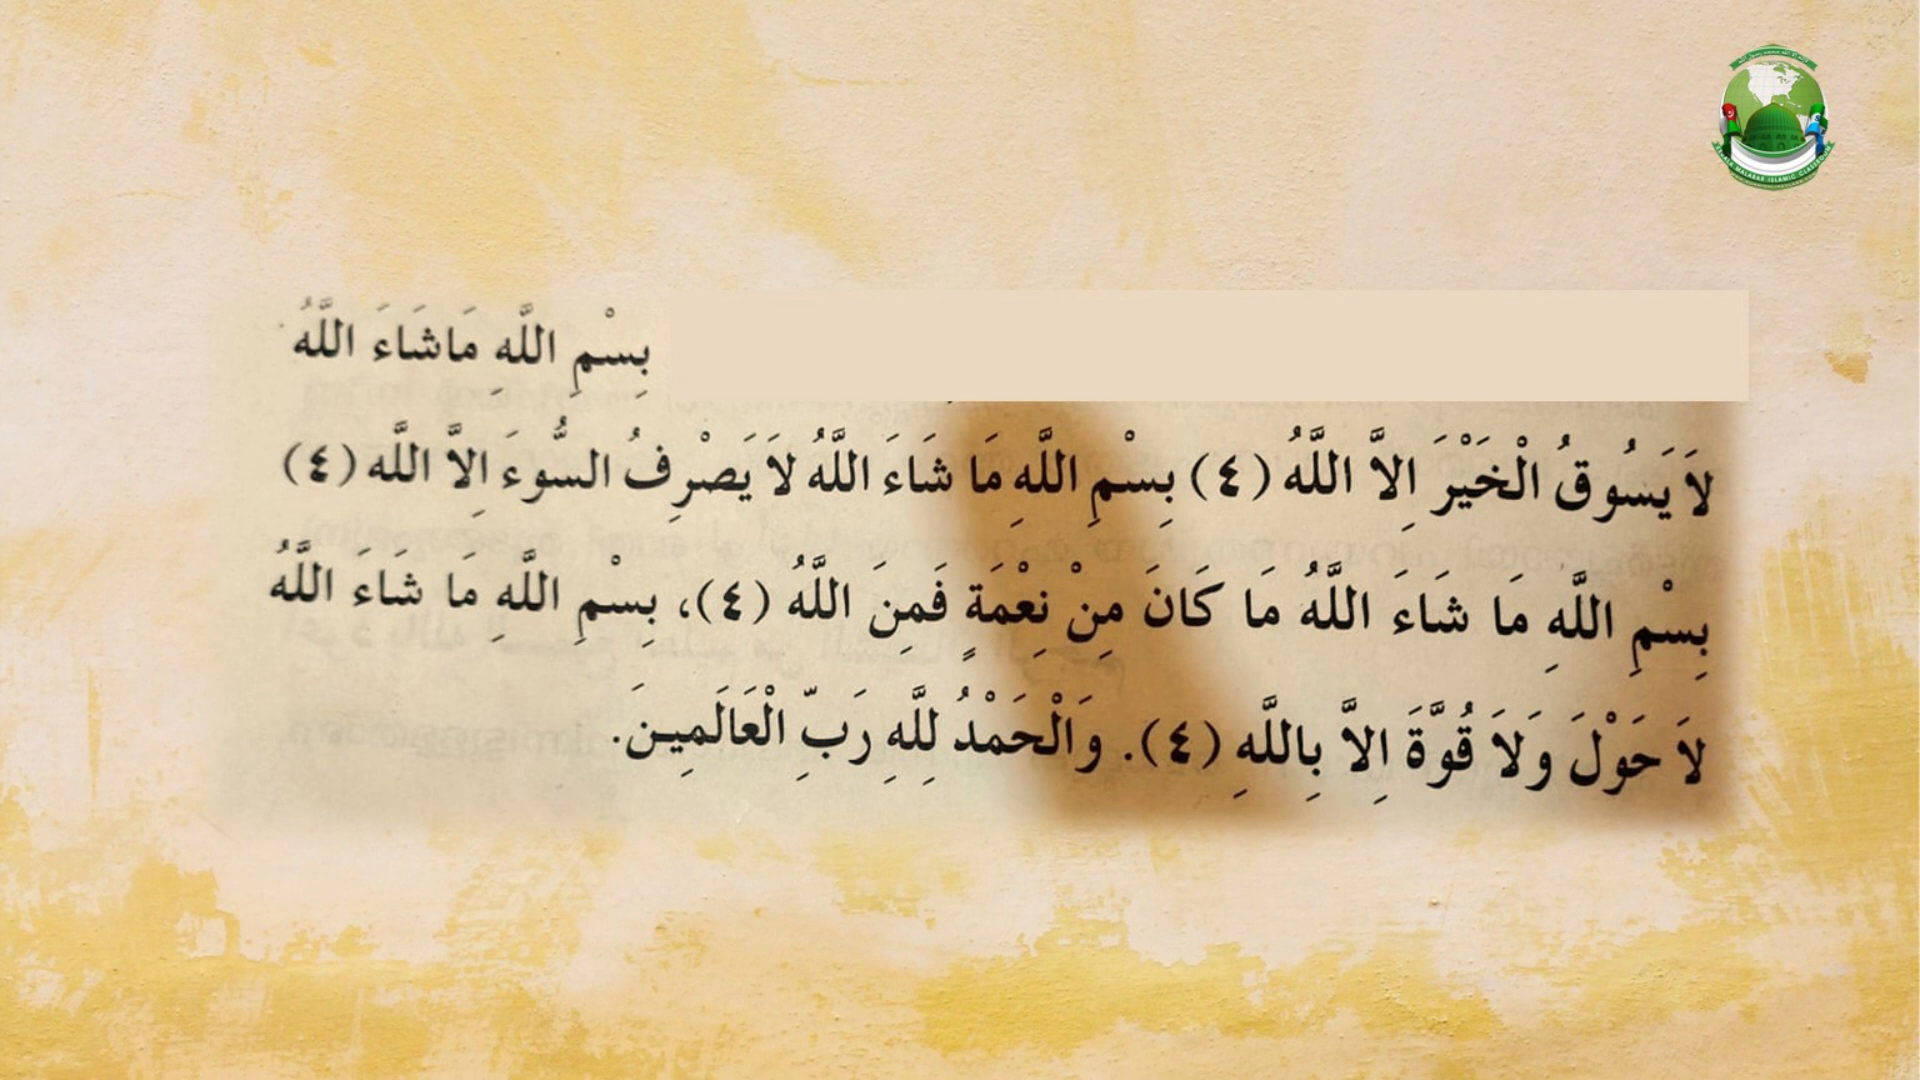 بِسْمِ اللَّهِ مَاشَاءَ اللَّهُ
لاَ يَسُوقُ الْخَيْرَ اِلاَّ اللَّهُ (٤) بِسْمِ اللَّهِ مَا شَاءَ اللَّهُ لاَ يَصْرِفُ السُّوءَ اِلاَّ اللَّه (٤)
بِسْمِ اللَّهِ مَا شَاءَ اللَّهُ مَا كَانَ مِنْ نِعْمَةٍ فَمِنَ اللَّهُ (٤)، بِسْمِ اللَّهِ مَا شَاءَ اللَّهُ
لاَ حَوْلَ وَلاَ قُوَّةَ اِلاَّ بِاللَّهِ (٤). وَالْحَمْدُ لِلَّهِ رَبِّ الْعَالَمِينَ.